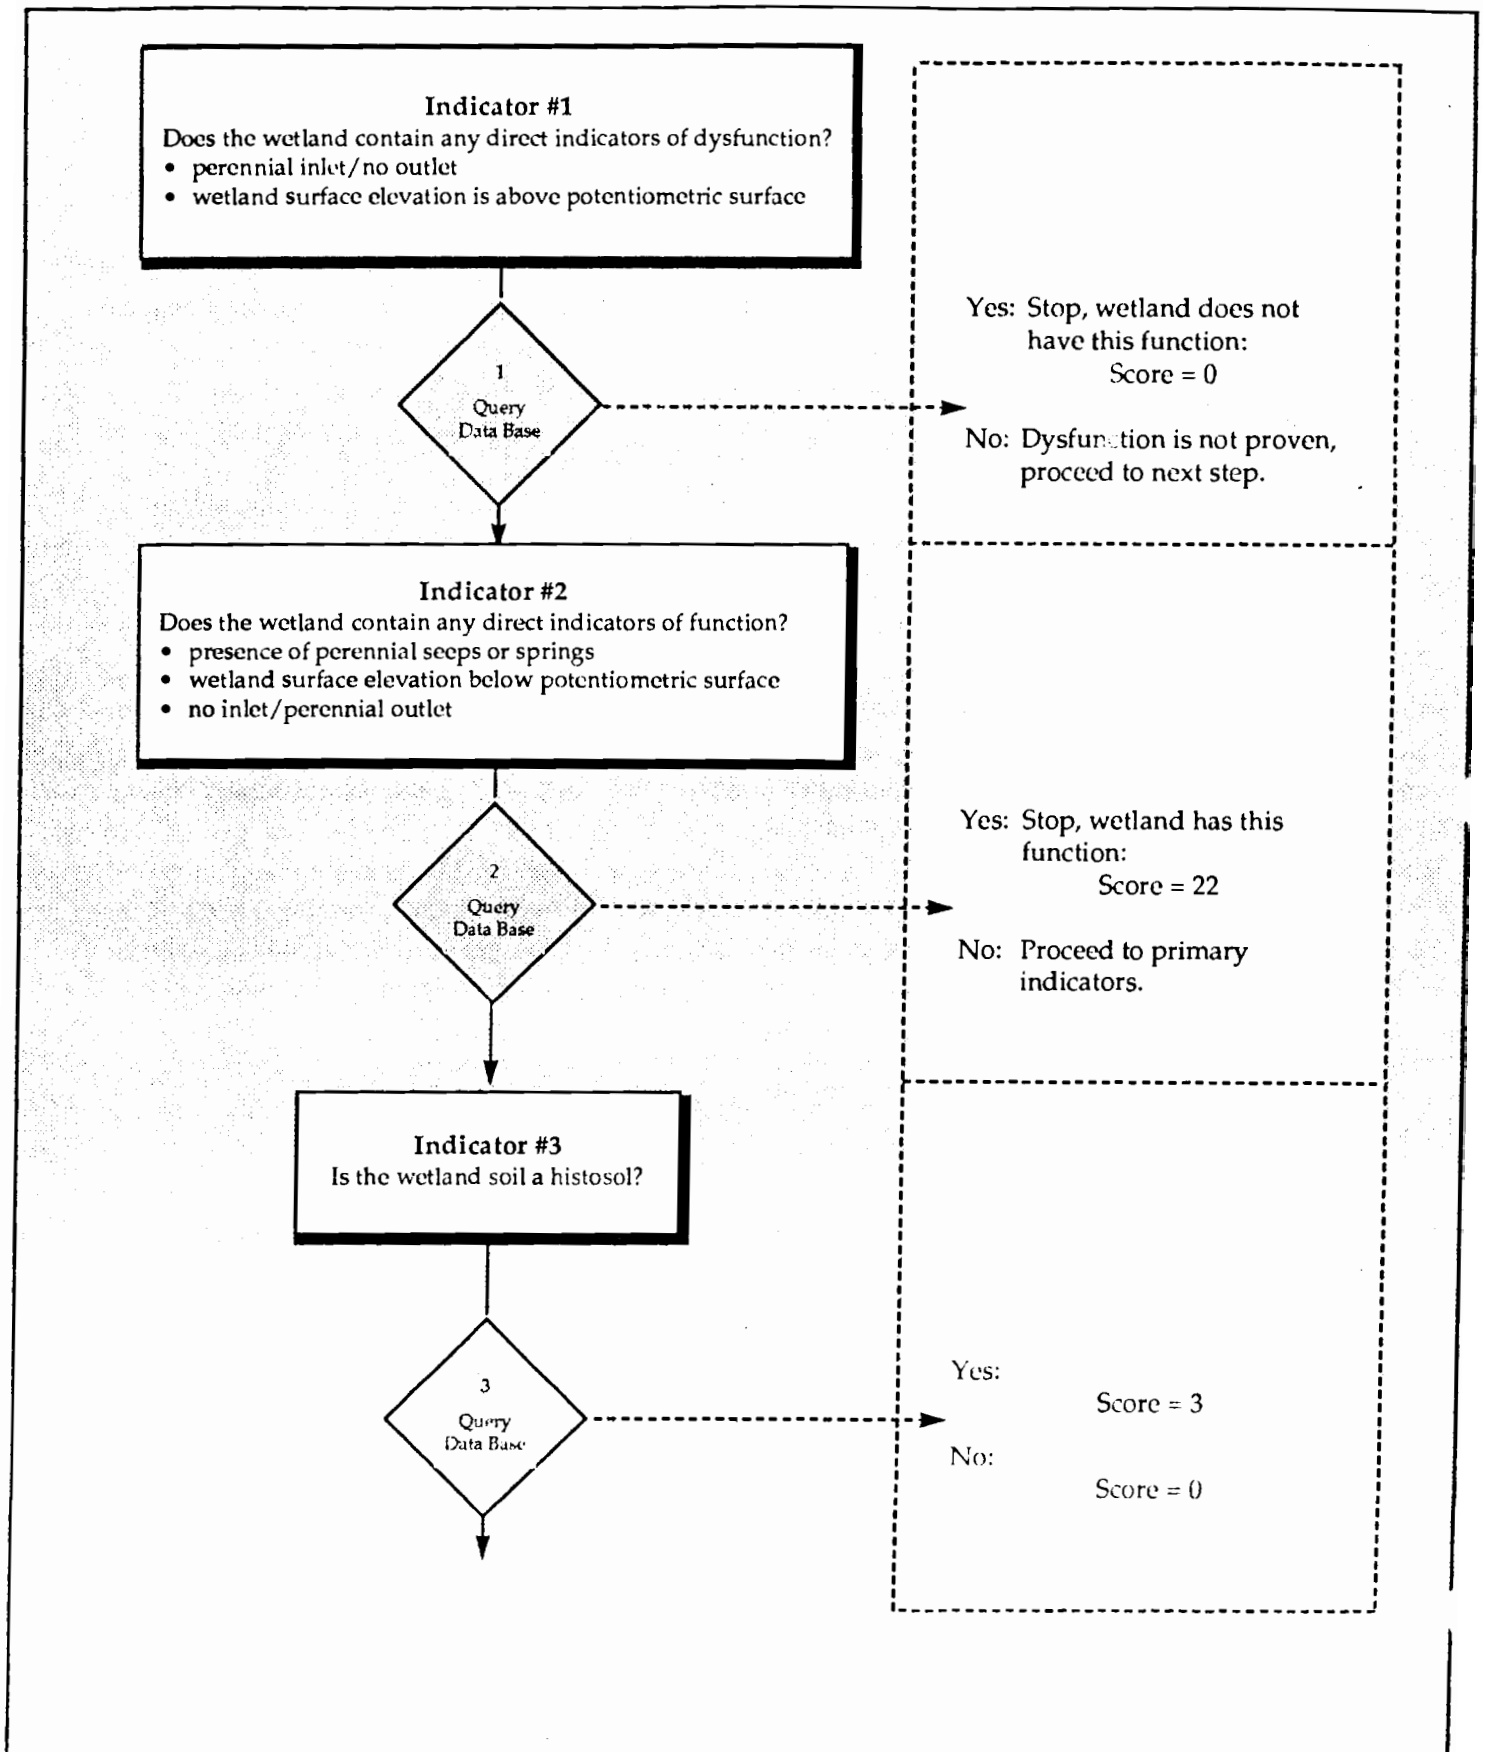 Indicator #1
Does the wetland contain any direct indicators of dysfunction?
• perennial inlet/no outlet
• wetland surface elevation is above potentiometric surface
1
Query
Data Base
Yes: Stop, wetland does not
have this function:
Score = 0
No: Dysfunction is not proven,
proceed to next step.
Indicator #2
Does the wetland contain any direct indicators of function?
• presence of perennial seeps or springs
• wetland surface elevation below potentiometric surface
• no inlet/perennial outlet
2
Query
Data Base
Yes: Stop, wetland has this
function:
Score = 22
No: Proceed to primary
indicators.
Indicator #3
Is the wetland soil a histosol?
3
Query
Data Base
Yes:
Score = 3
No:
Score = 0